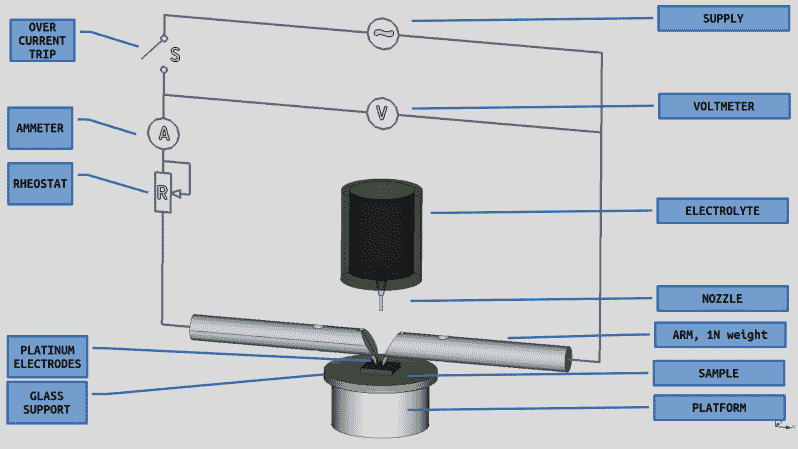 OVER
CURRENT
TRIP
S
SUPPLY
AMMETER
A
V
VOLTMETER
RHEOSTAT
R
ELECTROLYTE
NOZZLE
ARM, 1N weight
PLATINUM
ELECTRODES
SAMPLE
GLASS
SUPPORT
PLATFORM